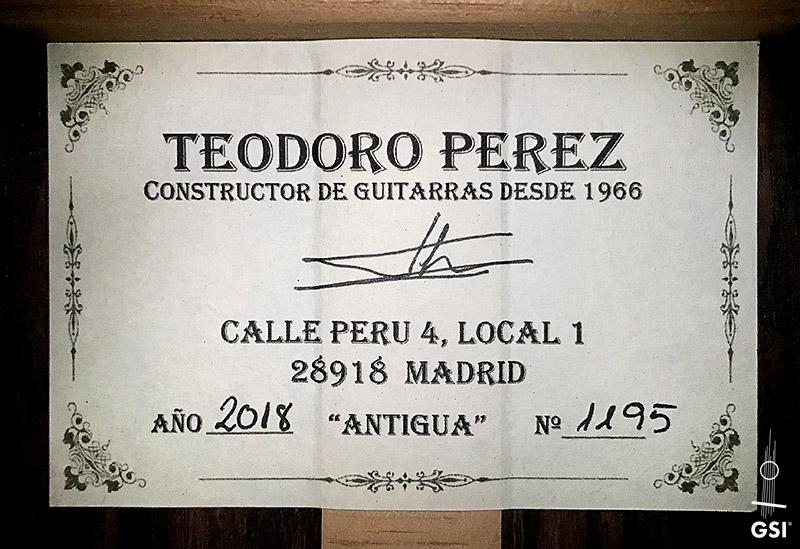 TEODORO PEREZ
CONSTRUCTOR DE GUITARRAS DESDE 1966
CALLE PERU 4, LOCAL 1
28918 MADRID
AÑO 2018 “ANTIGUA” Nº 1195
GSI